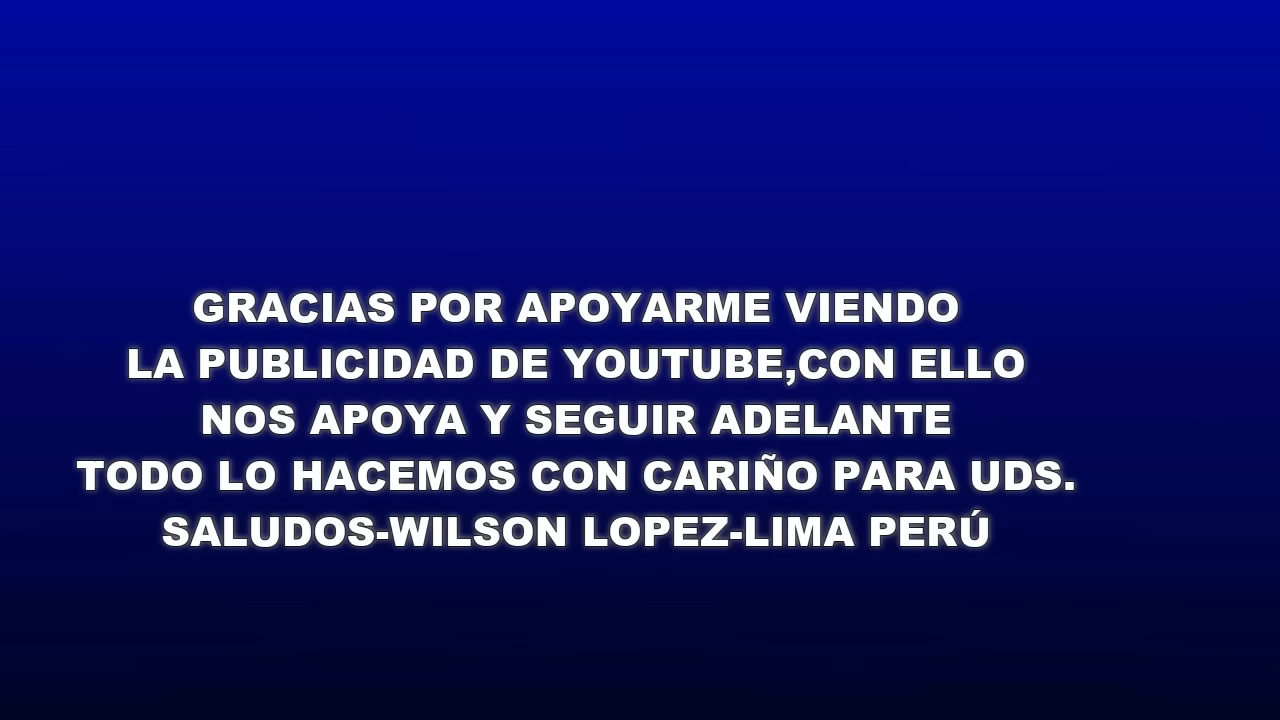 GRACIAS POR APOYARME VIENDO
LA PUBLICIDAD DE YOUTUBE,CON ELLO
NOS APOYA Y SEGUIR ADELANTE
TODO LO HACEMOS CON CARIÑO PARA UDS.
SALUDOS-WILSON LOPEZ-LIMA PERÚ